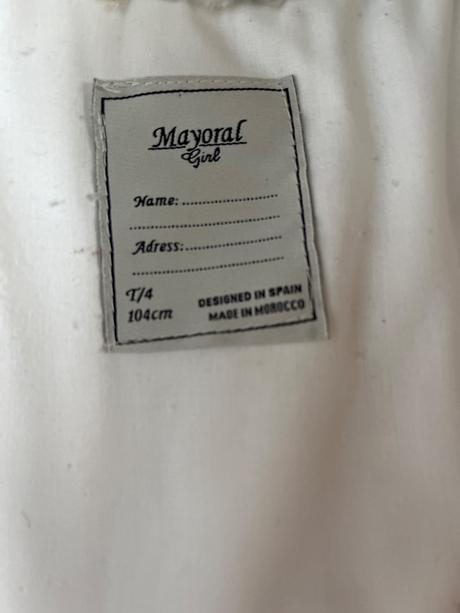 Mayoral
Girl
Name:............................
............................................
Adress:............................
............................................
T/4
104cm
DESIGNED IN SPAIN
MADE IN MOROCCO